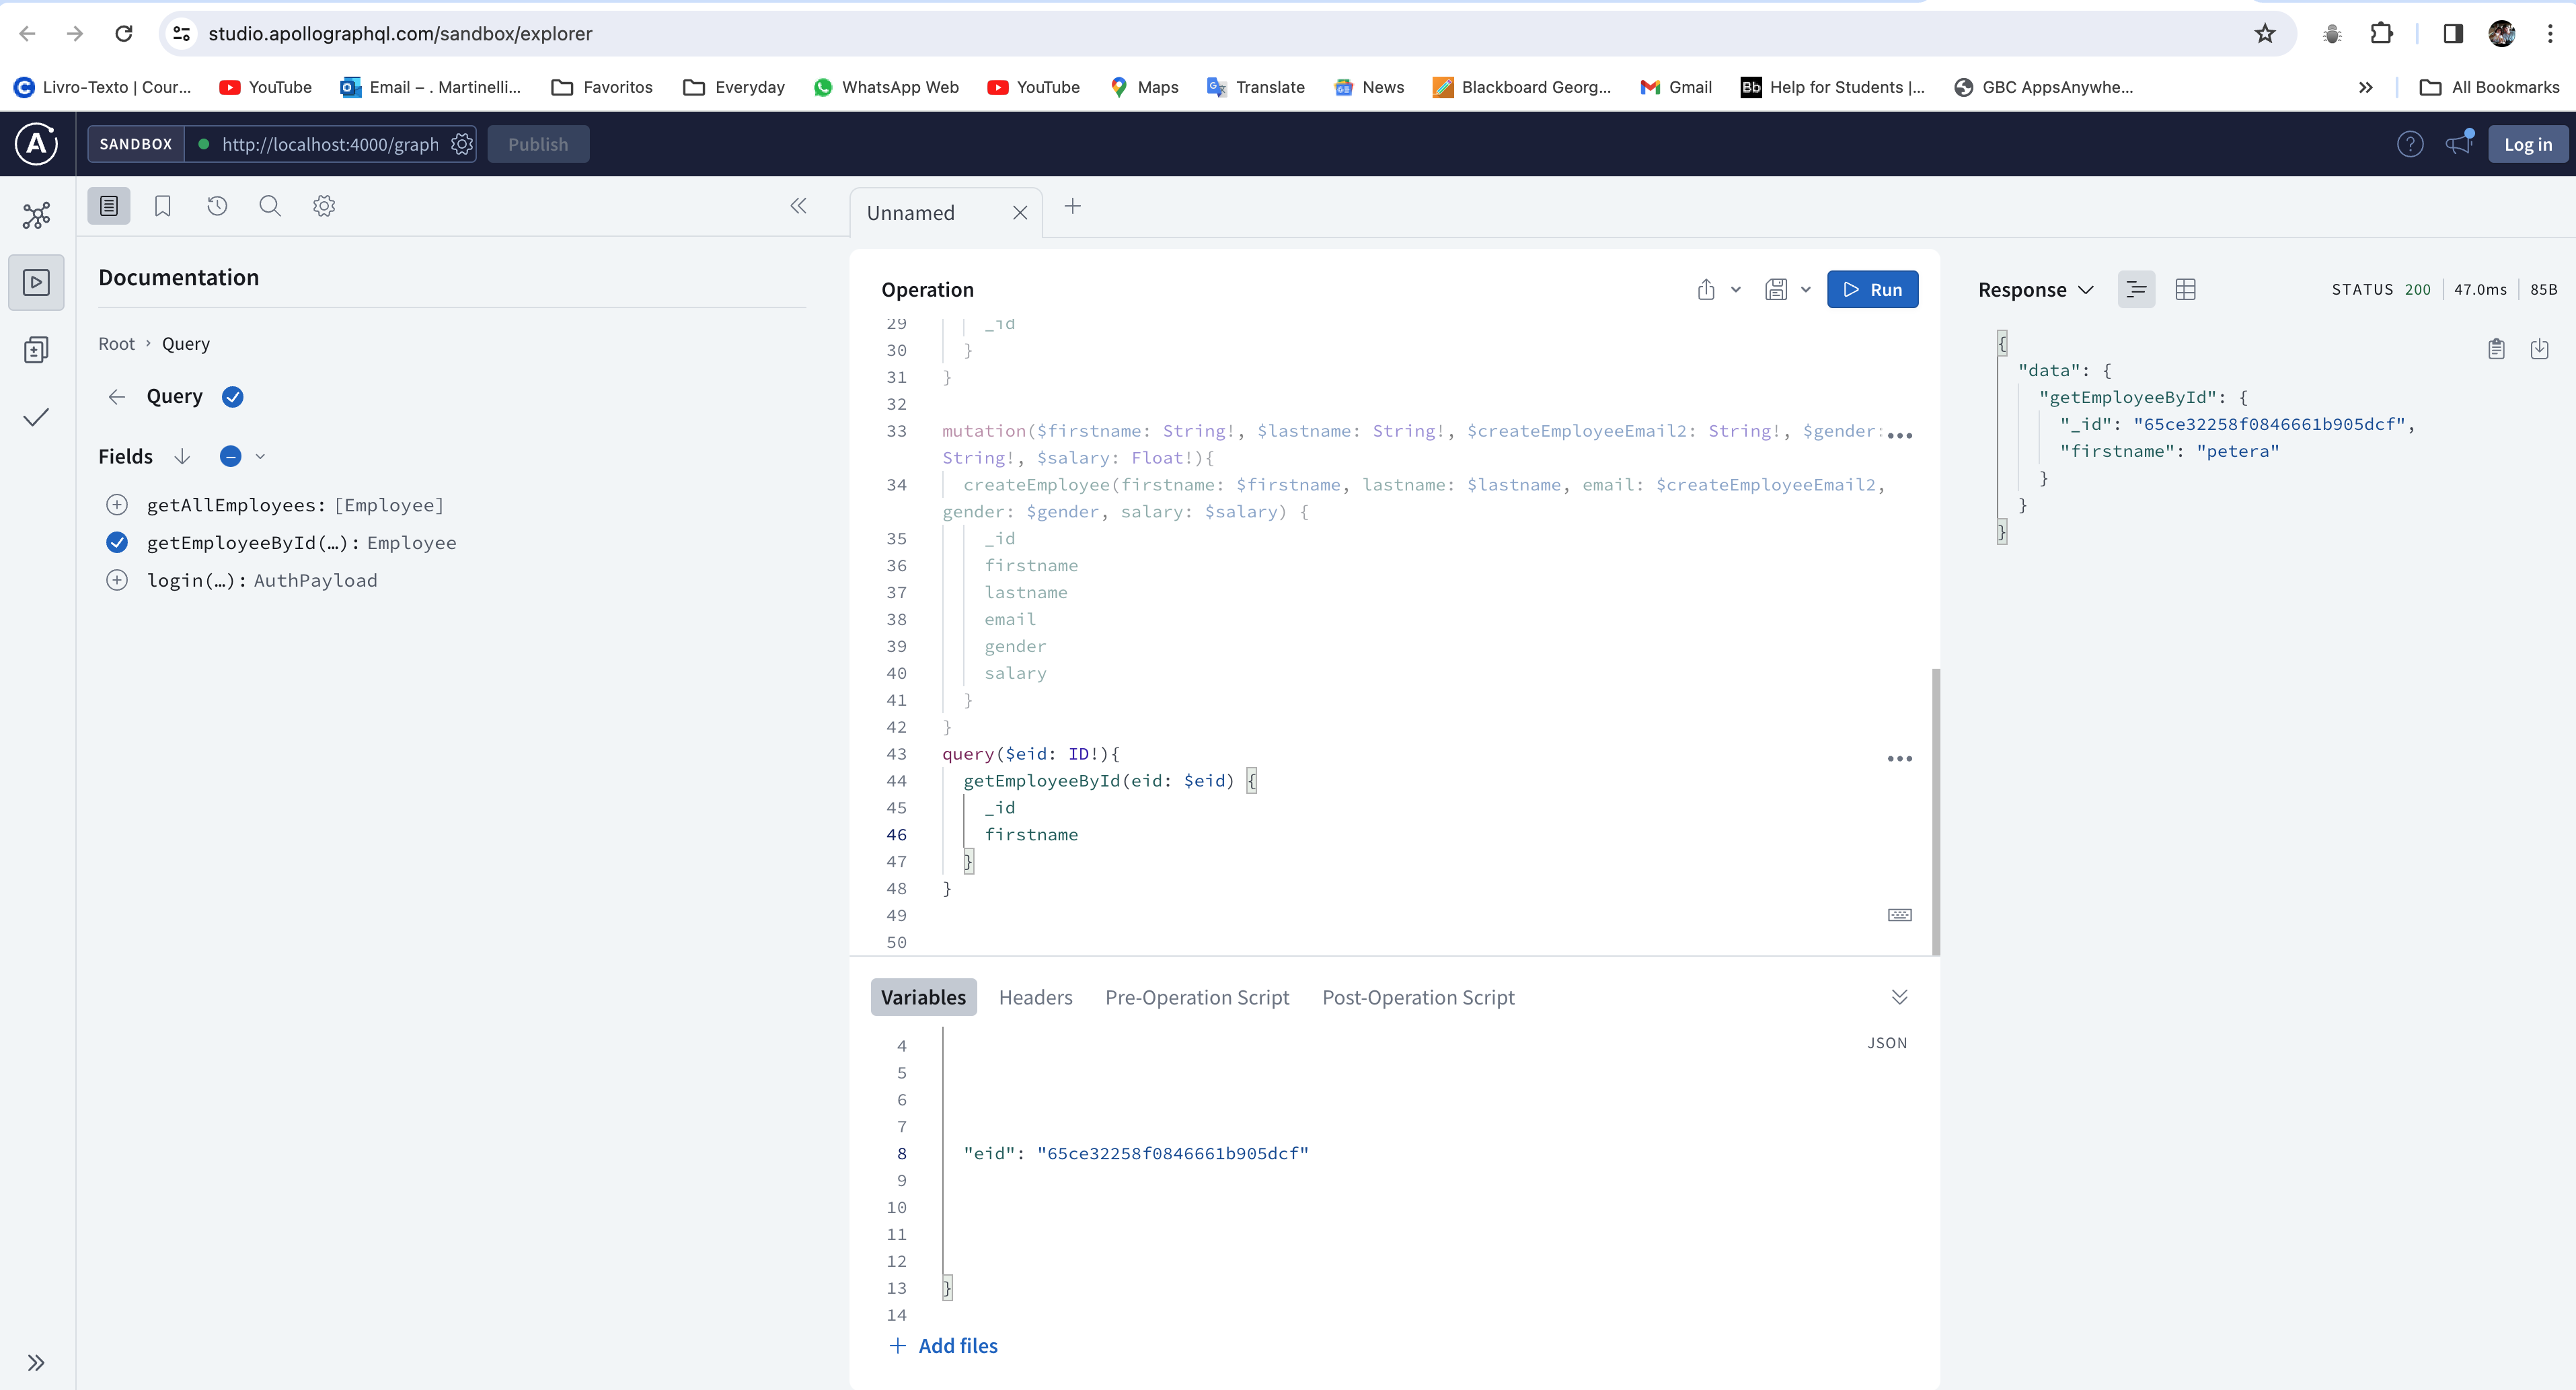 studio.apollographql.com/sandbox/explorer
Livro-Texto | Cour...
YouTube
Email – . Martinelli...
Favoritos
Everyday
WhatsApp Web
YouTube
Maps
Translate
News
Blackboard Georg...
Gmail
Bb Help for Students |...
GBC AppsAnywhe...
All Bookmarks
A
SANDBOX
http://localhost:4000/graph
Publish
Log in
Documentation
Root › Query
Query
Fields
getAllEmployees: [Employee]
getEmployeeById(…): Employee
login(…): AuthPayload
Unnamed
Operation
Run
29 _id
30 }
31 }
32
33 mutation($firstname: String!, $lastname: String!, $createEmployeeEmail2: String!, $gender:
String!, $salary: Float!){
34 createEmployee(firstname: $firstname, lastname: $lastname, email: $createEmployeeEmail2,
gender: $gender, salary: $salary) {
35 _id
36 firstname
37 lastname
38 email
39 gender
40 salary
41 }
42 }
43 query($eid: ID!){
44 getEmployeeById(eid: $eid) {
45 _id
46 firstname
47 }
48 }
49
50
Variables
Headers
Pre-Operation Script
Post-Operation Script
JSON
4
5
6
7
8 "eid": "65ce32258f0846661b905dcf"
9
10
11
12
13 }
14
+ Add files
Response
STATUS 200
47.0ms
85B
{
"data": {
"getEmployeeById": {
"_id": "65ce32258f0846661b905dcf",
"firstname": "petera"
}
}
}